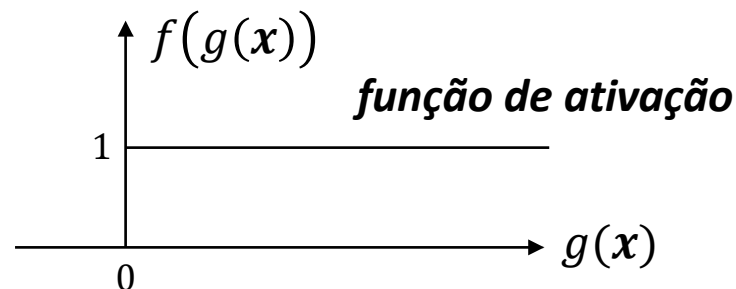 f(g(x))
função de ativação
1
g(x)
0